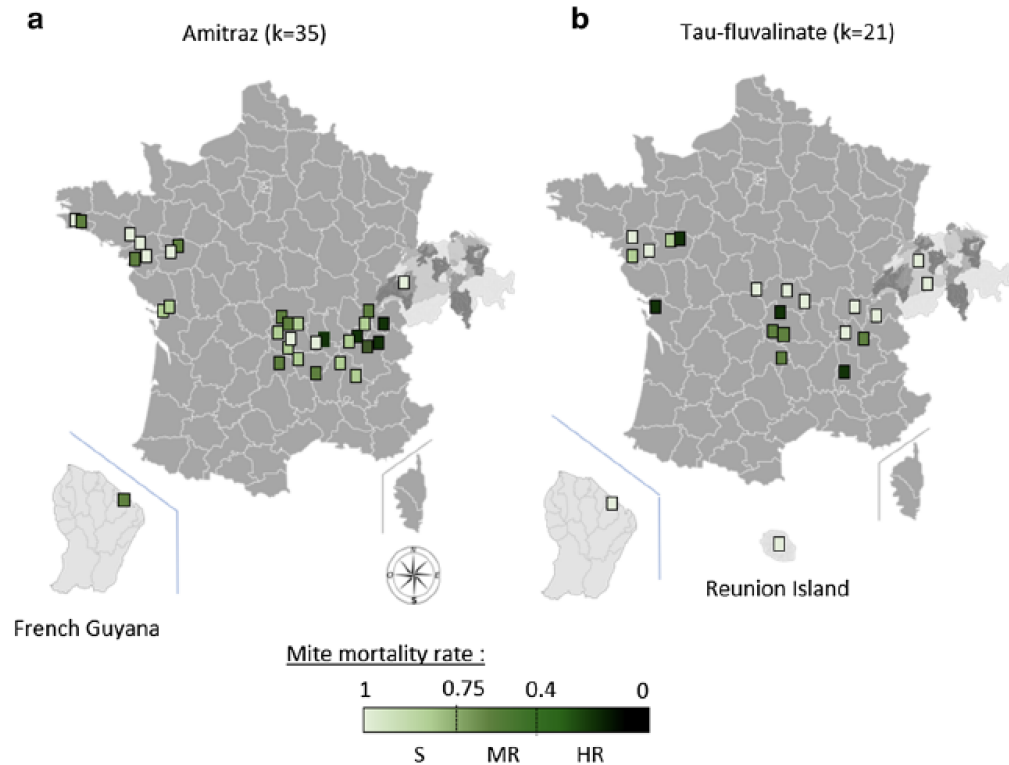 a
Amitraz (k=35)
b
Tau-fluvalinate (k=21)
N
O
E
S
French Guyana
Reunion Island
Mite mortality rate :
1 0.75 0.4 0
S MR HR